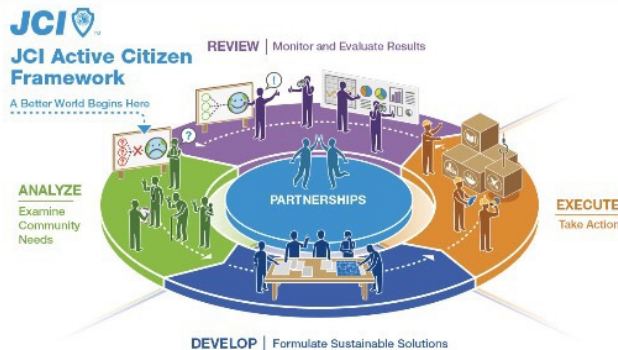 JCI
JCI Active Citizen
Framework
A Better World Begins Here
REVIEW | Monitor and Evaluate Results
!
?
ANALYZE
Examine
Community
Needs
PARTNERSHIPS
EXECUTE
Take Action
DEVELOP | Formulate Sustainable Solutions